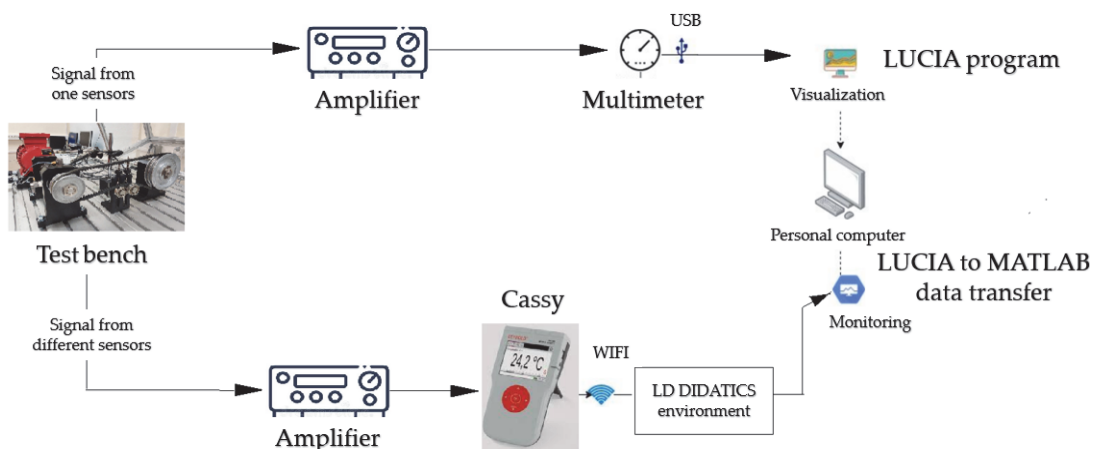 USB
Signal from
one sensors
Amplifier
Multimeter
Visualization
LUCIA program
Test bench
Personal computer
LUCIA to MATLAB
data transfer
Monitoring
Signal from
different sensors
Amplifier
Cassy
24,2 °C
WIFI
LD DIDATICS
environment